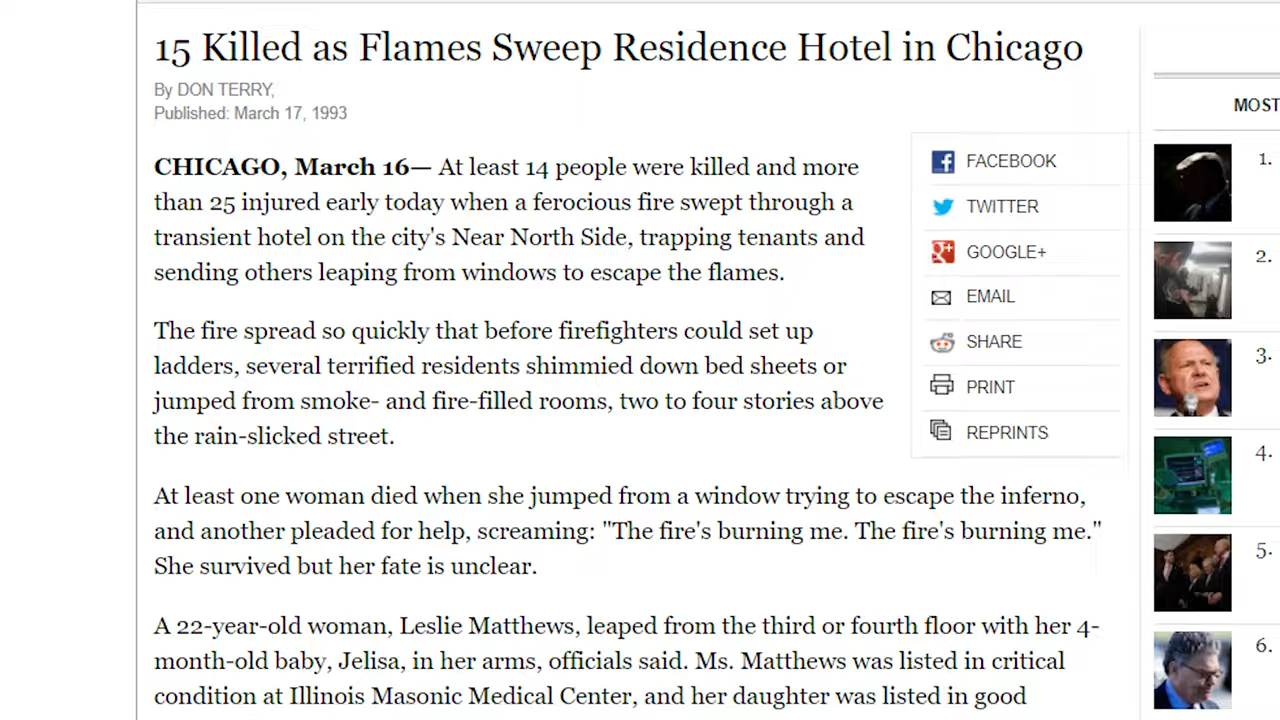 15 Killed as Flames Sweep Residence Hotel in Chicago
By DON TERRY,
Published: March 17, 1993
CHICAGO, March 16— At least 14 people were killed and more
than 25 injured early today when a ferocious fire swept through a
transient hotel on the city's Near North Side, trapping tenants and
sending others leaping from windows to escape the flames.
The fire spread so quickly that before firefighters could set up
ladders, several terrified residents shimmied down bed sheets or
jumped from smoke- and fire-filled rooms, two to four stories above
the rain-slicked street.
At least one woman died when she jumped from a window trying to escape the inferno,
and another pleaded for help, screaming: "The fire's burning me. The fire's burning me."
She survived but her fate is unclear.
A 22-year-old woman, Leslie Matthews, leaped from the third or fourth floor with her 4-
month-old baby, Jelisa, in her arms, officials said. Ms. Matthews was listed in critical
condition at Illinois Masonic Medical Center, and her daughter was listed in good
FACEBOOK
TWITTER
GOOGLE+
EMAIL
SHARE
PRINT
REPRINTS
MOST
1.
2.
3.
4.
5.
6.